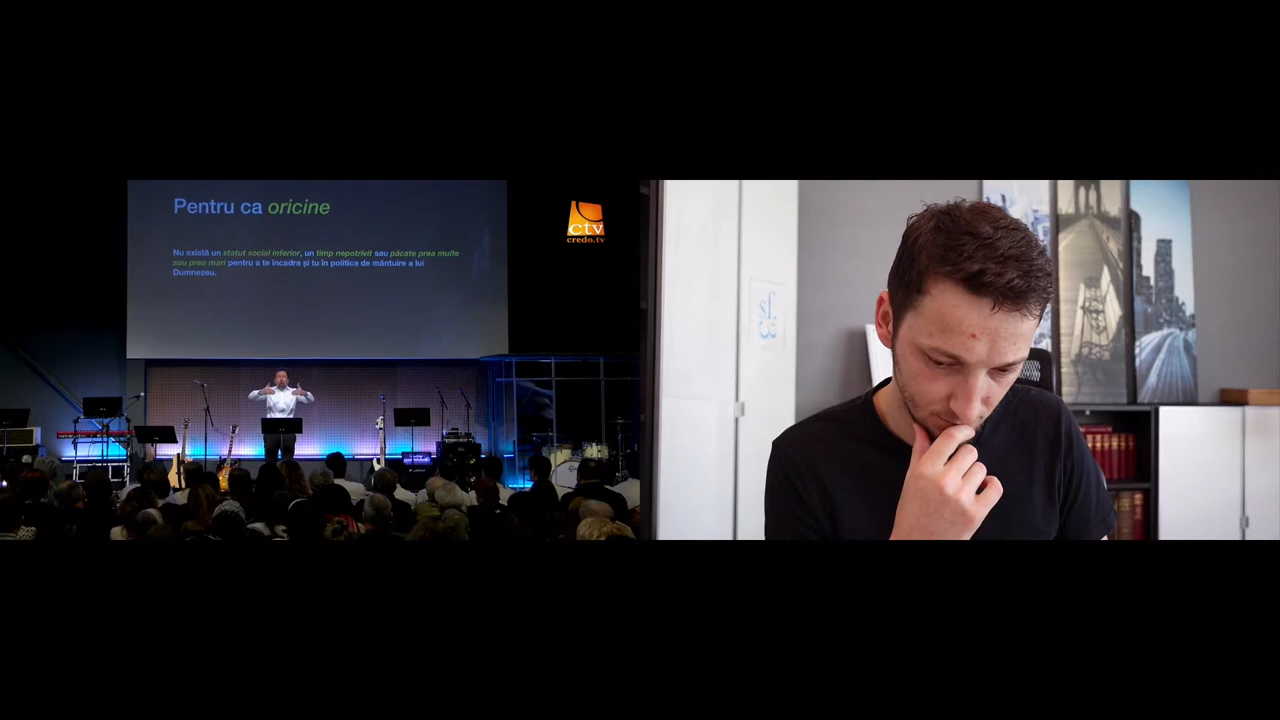 Pentru ca oricine
Nu există un statut social inferior, un timp nepotrivit sau păcate prea multe
sau prea mari pentru a te încadra și tu în politica de mântuire a lui
Dumnezeu.
ctv
credo.tv
sf.